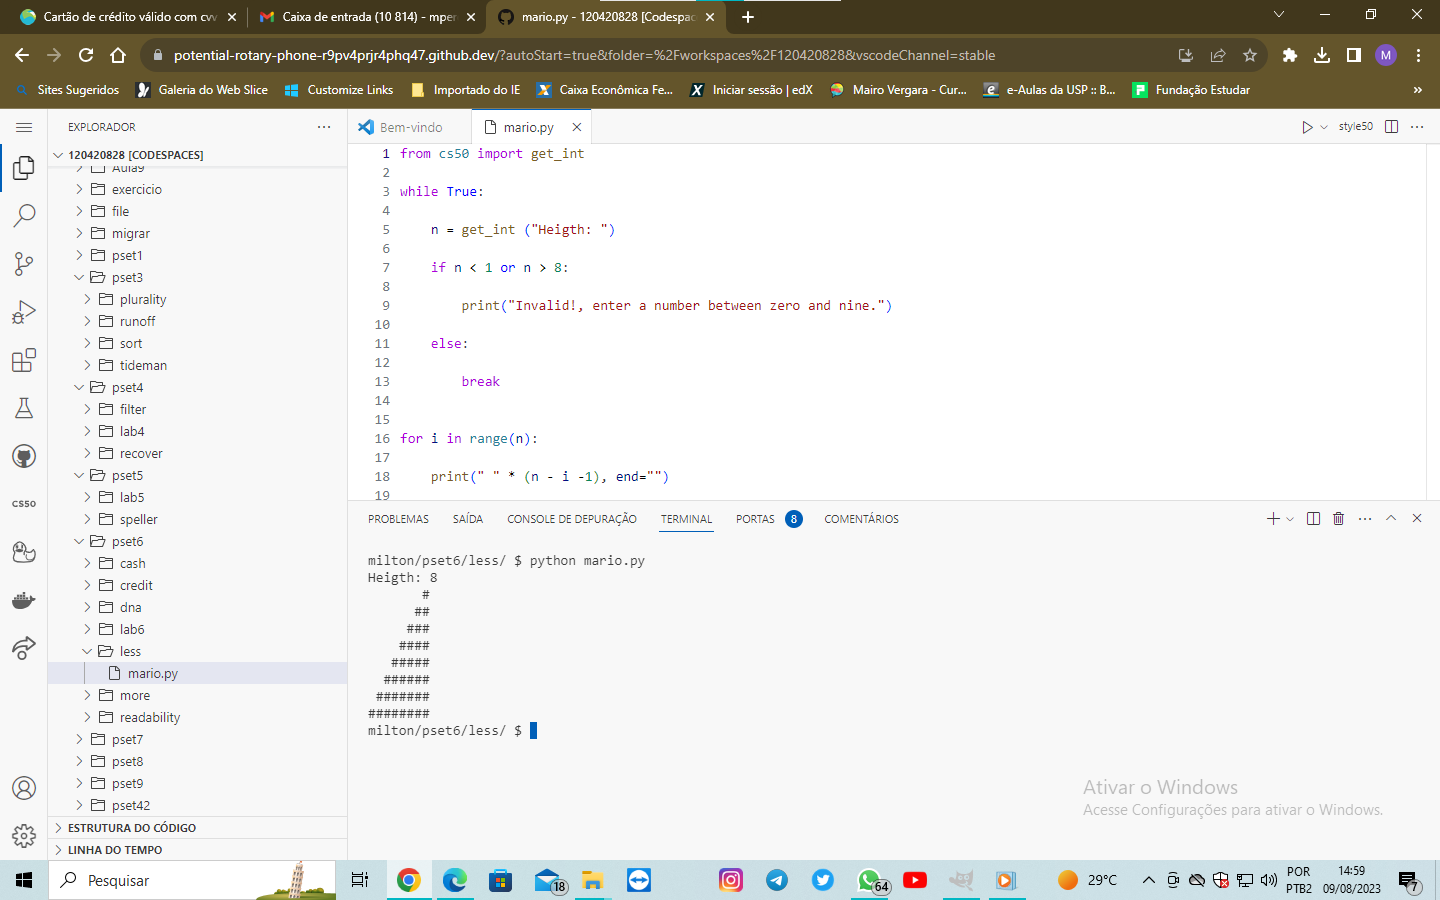 Cartão de crédito válido com cvv
Caixa de entrada (10 814) - mper
mario.py - 120420828 [Codespac
potential-rotary-phone-r9pv4prjr4phq47.github.dev/?autoStart=true&folder=%2Fworkspaces%2F120420828&vscodeChannel=stable
M
Sites Sugeridos
Galeria do Web Slice
Customize Links
Importado do IE
Caixa Econômica Fe...
Iniciar sessão | edX
Mairo Vergara - Cur...
e-Aulas da USP :: B...
Fundação Estudar
»
EXPLORADOR
Bem-vindo
mario.py
style50
120420828 [CODESPACES]
Aula9
exercicio
file
migrar
pset1
pset3
plurality
runoff
sort
tideman
pset4
filter
lab4
recover
pset5
lab5
speller
pset6
cash
credit
dna
lab6
less
mario.py
more
readability
pset7
pset8
pset9
pset42
ESTRUTURA DO CÓDIGO
LINHA DO TEMPO
CS50
1 from cs50 import get_int
2
3 while True:
4
5     n = get_int ("Heigth: ")
6
7     if n < 1 or n > 8:
8
9         print("Invalid!, enter a number between zero and nine.")
10
11     else:
12
13         break
14
15
16 for i in range(n):
17
18     print(" " * (n - i -1), end="")
19
PROBLEMAS
SAÍDA
CONSOLE DE DEPURAÇÃO
TERMINAL
PORTAS 8
COMENTÁRIOS
milton/pset6/less/ $ python mario.py
Heigth: 8
       #
      ##
     ###
    ####
   #####
  ######
 #######
########
milton/pset6/less/ $
Ativar o Windows
Acesse Configurações para ativar o Windows.
Pesquisar
18
64
29°C
POR
PTB2
14:59
09/08/2023
7